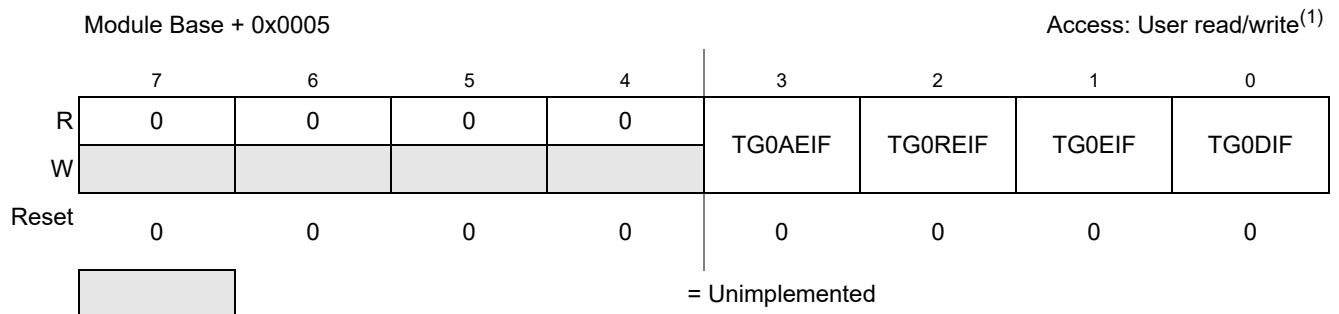 Module Base + 0x0005 Access: User read/write(1)
7 6 5 4 3 2 1 0
R 0 0 0 0 TG0AEIF TG0REIF TG0EIF TG0DIF
W
Reset 0 0 0 0 0 0 0 0
= Unimplemented